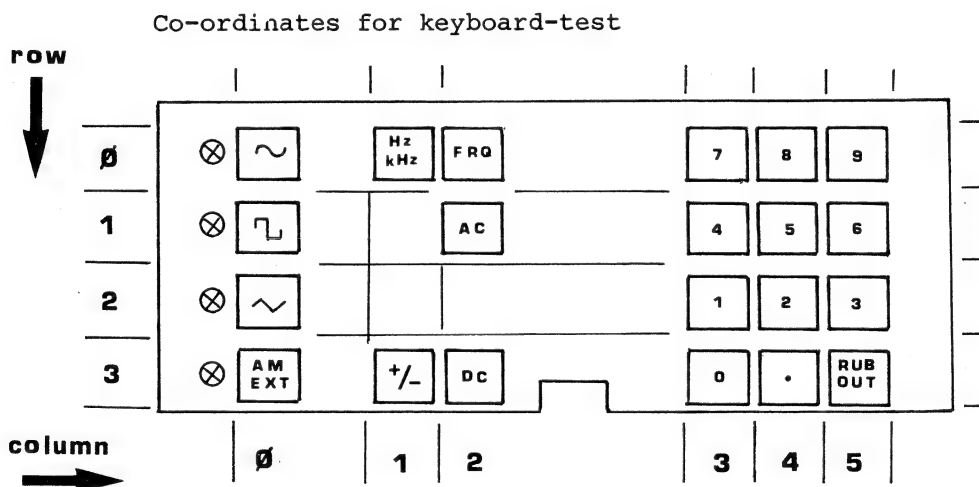 Co-ordinates for keyboard-test
row
Ø Hz kHz FRQ 7 8 9
1 AC 4 5 6
2 1 2 3
3 AM EXT +/- DC 0 . RUB OUT
column
Ø 1 2 3 4 5